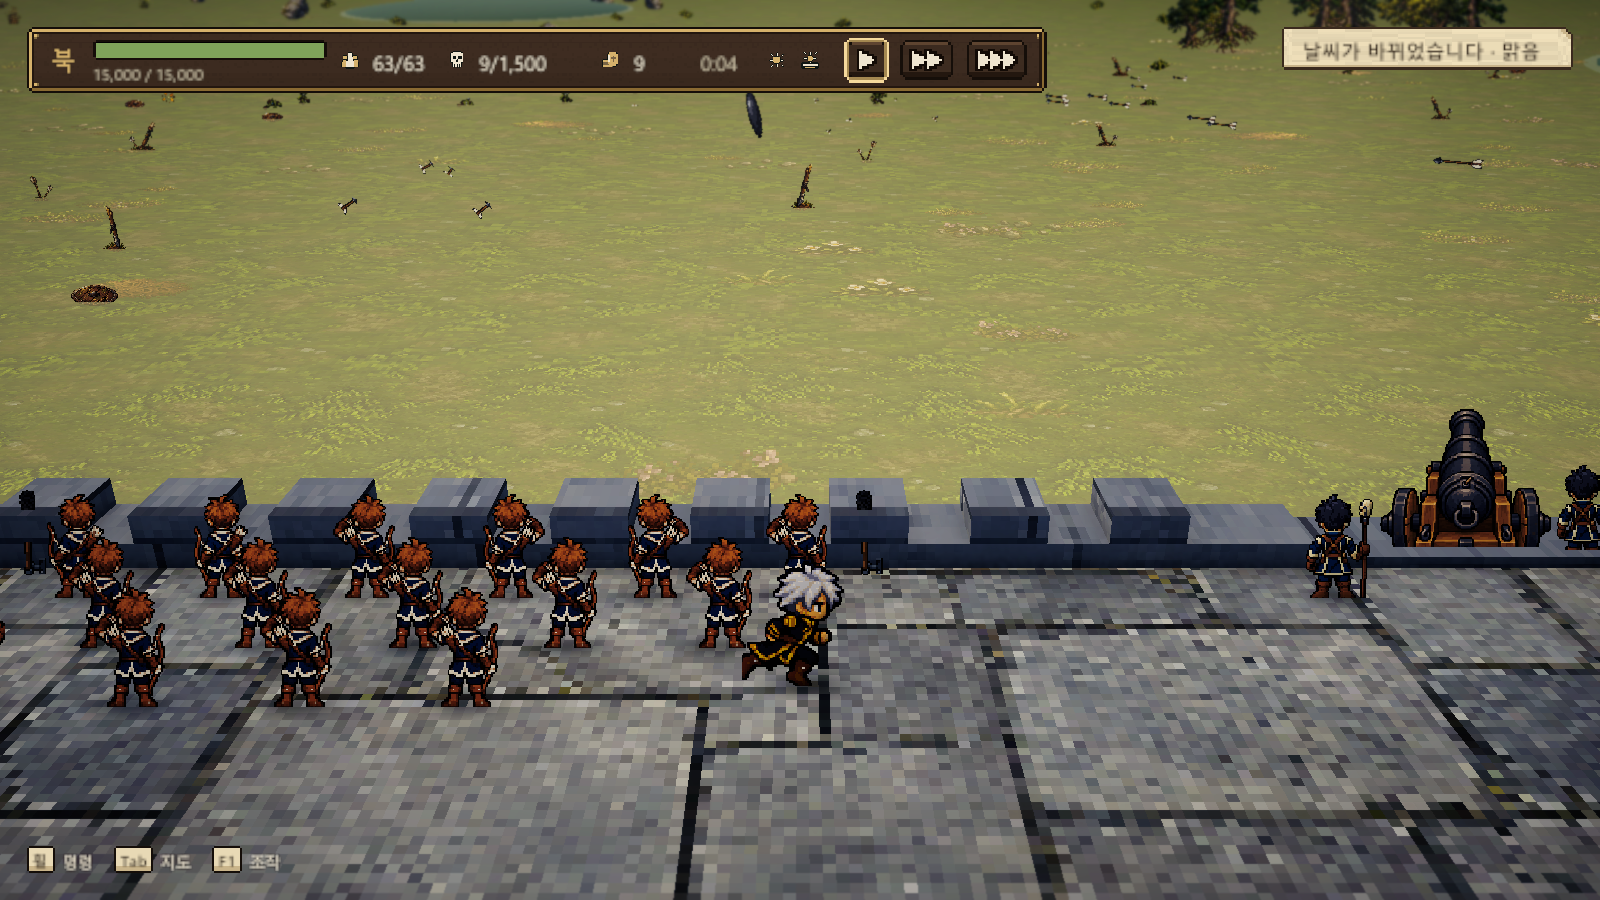 북
15,000 / 15,000
63/63
9/1,500
9
0:04
날씨가 바뀌었습니다 · 맑음
휠 명령 Tab 지도 F1 조작